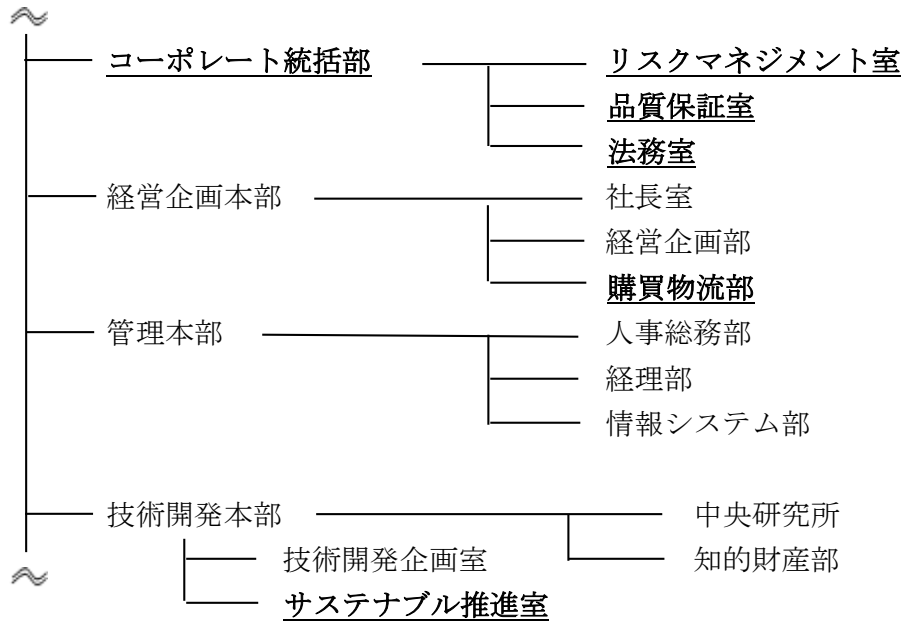 コーポレート統括部 リスクマネジメント室
品質保証室
法務室
経営企画本部 社長室
経営企画部
購買物流部
管理本部 人事総務部
経理部
情報システム部
技術開発本部 中央研究所
技術開発企画室 知的財産部
サステナブル推進室